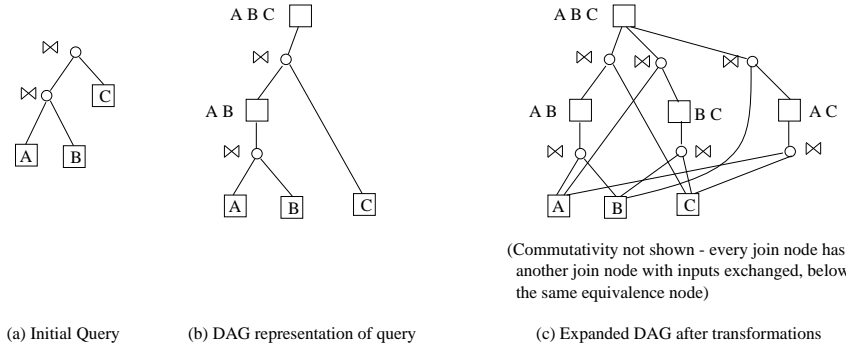 A B C
A B C
⋈
⋈
⋈
⋈
⋈
⋈
C
A B
A B
B C
A C
A
B
⋈
⋈
⋈
⋈
A
B
C
A
B
C
(Commutativity not shown - every join node has
another join node with inputs exchanged, below
the same equivalence node)
(a) Initial Query
(b) DAG representation of query
(c) Expanded DAG after transformations